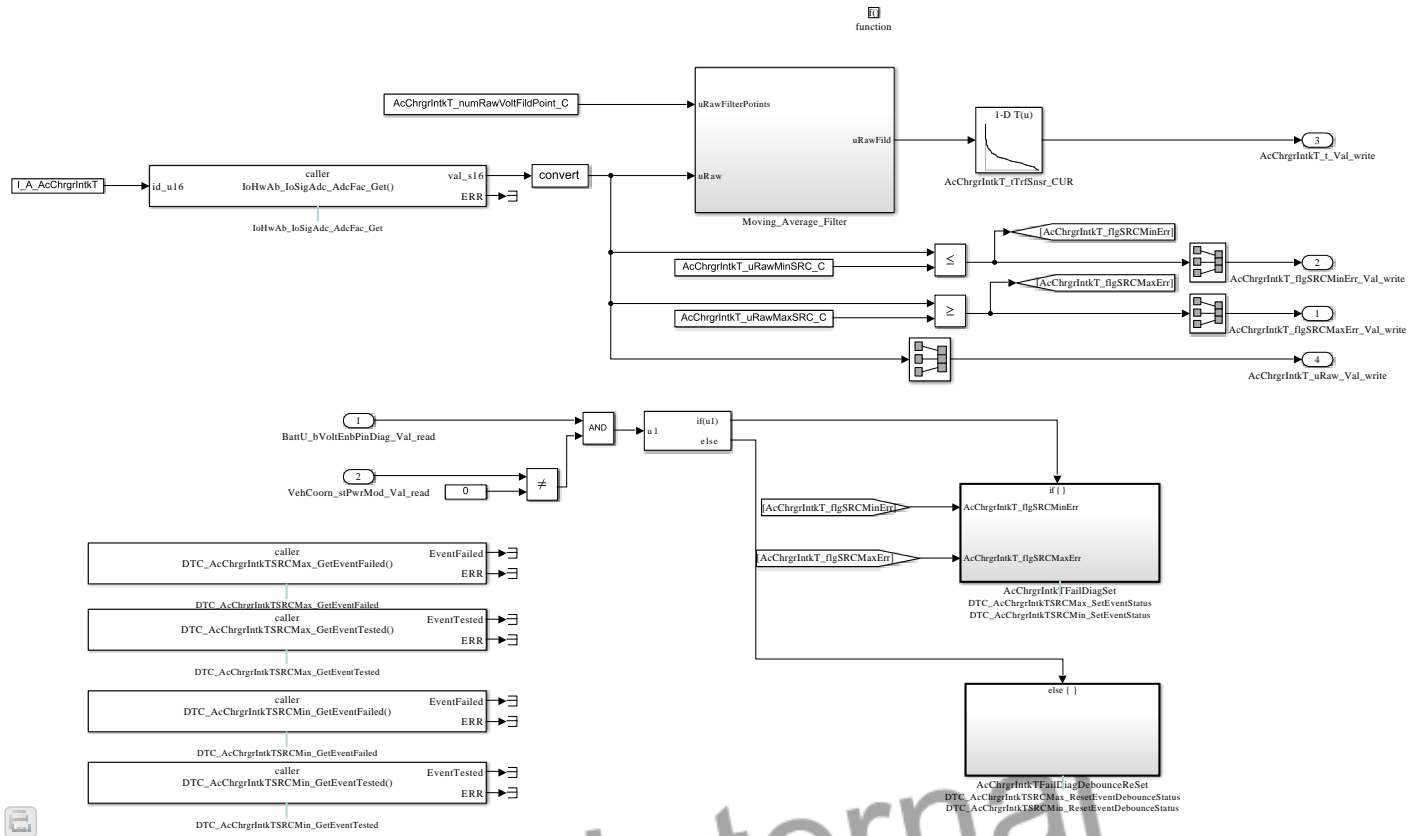 f()
function
AcChrgrIntkT_numRawVoltFildPoint_C
uRawFilterPotints
uRawFild
uRaw
Moving_Average_Filter
1-D T(u)
AcChrgrIntkT_tTrfSnsr_CUR
3
AcChrgrIntkT_t_Val_write
I_A_AcChrgrIntkT
id_u16
caller
IoHwAb_IoSigAdc_AdcFac_Get()
val_s16
ERR
IoHwAb_IoSigAdc_AdcFac_Get
convert
[AcChrgrIntkT_flgSRCMinErr]
AcChrgrIntkT_uRawMinSRC_C
≤
2
AcChrgrIntkT_flgSRCMinErr_Val_write
[AcChrgrIntkT_flgSRCMaxErr]
AcChrgrIntkT_uRawMaxSRC_C
≥
1
AcChrgrIntkT_flgSRCMaxErr_Val_write
4
AcChrgrIntkT_uRaw_Val_write
1
BattU_bVoltEnbPinDiag_Val_read
AND
u1
if(u1)
else
2
VehCoorn_stPwrMod_Val_read
0
≠
if { }
[AcChrgrIntkT_flgSRCMinErr]
AcChrgrIntkT_flgSRCMinErr
[AcChrgrIntkT_flgSRCMaxErr]
AcChrgrIntkT_flgSRCMaxErr
AcChrgrIntkTFailDiagSet
DTC_AcChrgrIntkTSRCMax_SetEventStatus
DTC_AcChrgrIntkTSRCMin_SetEventStatus
caller
DTC_AcChrgrIntkTSRCMax_GetEventFailed()
EventFailed
ERR
DTC_AcChrgrIntkTSRCMax_GetEventFailed
caller
DTC_AcChrgrIntkTSRCMax_GetEventTested()
EventTested
ERR
DTC_AcChrgrIntkTSRCMax_GetEventTested
caller
DTC_AcChrgrIntkTSRCMin_GetEventFailed()
EventFailed
ERR
DTC_AcChrgrIntkTSRCMin_GetEventFailed
caller
DTC_AcChrgrIntkTSRCMin_GetEventTested()
EventTested
ERR
DTC_AcChrgrIntkTSRCMin_GetEventTested
else { }
AcChrgrIntkTFailDiagDebounceReSet
DTC_AcChrgrIntkTSRCMax_ResetEventDebounceStatus
DTC_AcChrgrIntkTSRCMin_ResetEventDebounceStatus